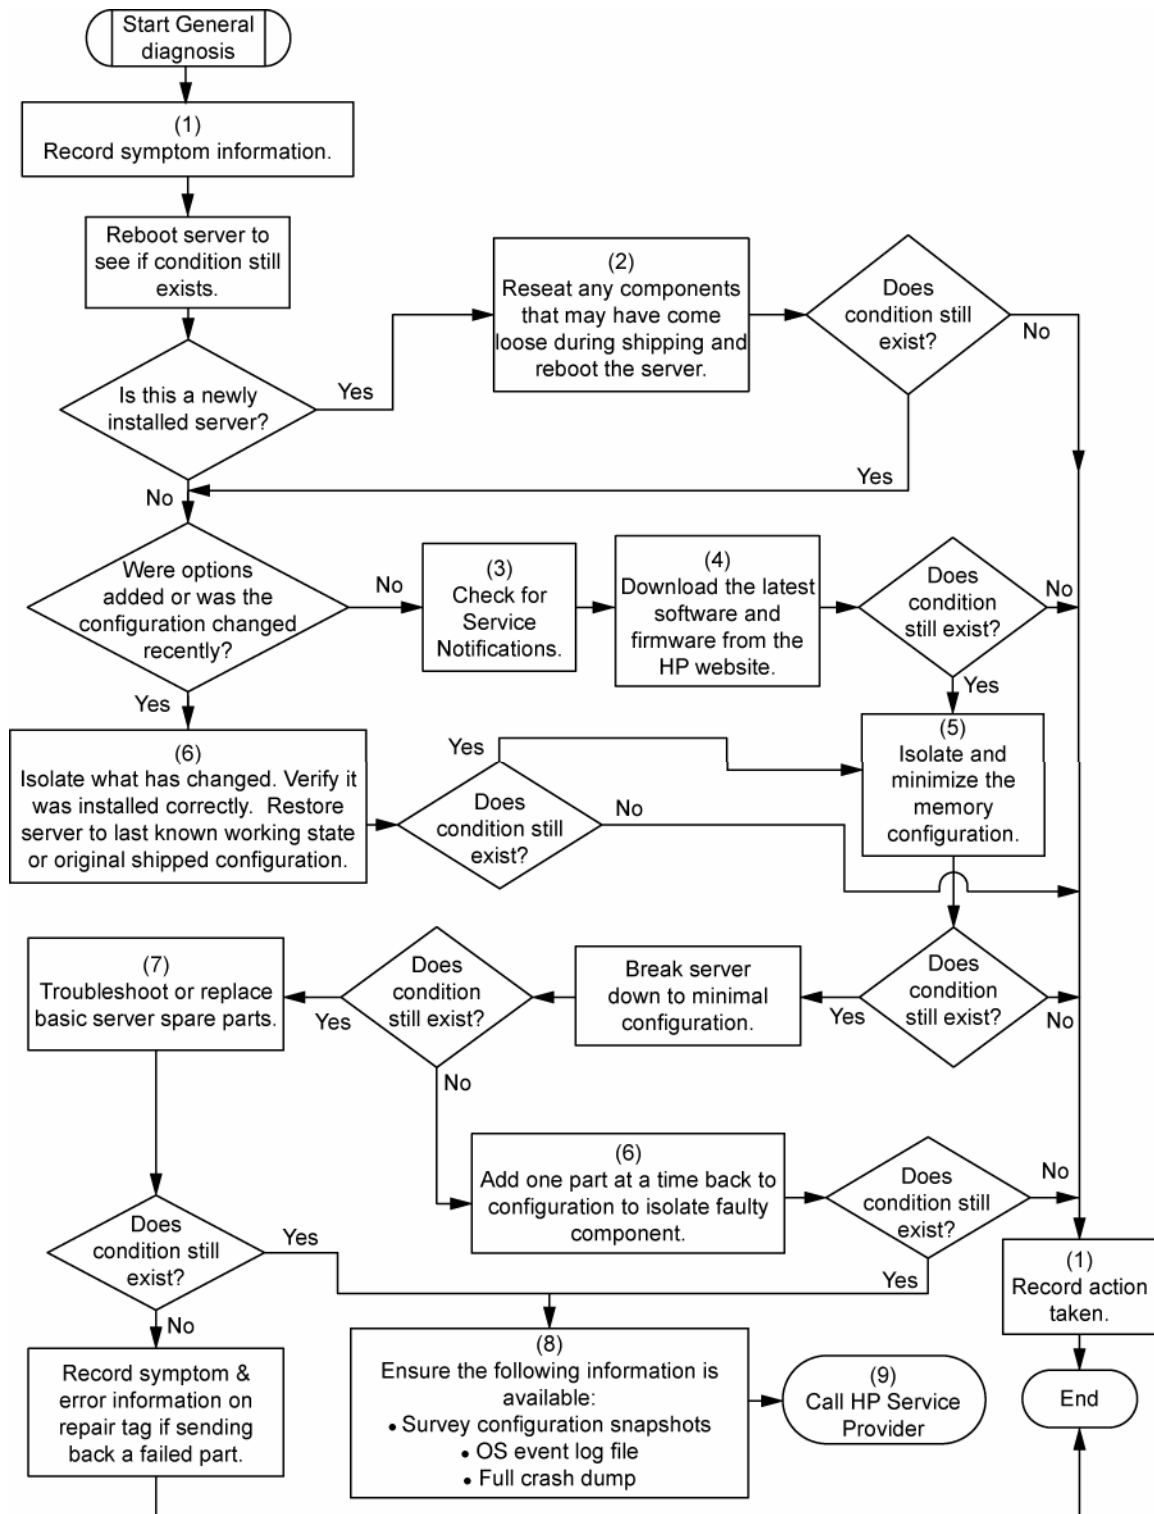 Start General
diagnosis
(1)
Record symptom information.
Reboot server to
see if condition still
exists.
(2)
Reseat any components
that may have come
loose during shipping and
reboot the server.
Does
condition still
exist?
No
Yes
Is this a newly
installed server?
Yes
No
Were options
added or was the
configuration changed
recently?
No
(3)
Check for
Service
Notifications.
(4)
Download the latest
software and
firmware from the
HP website.
Does
condition
still exist?
No
Yes
Yes
(6)
Isolate what has changed. Verify it
was installed correctly. Restore
server to last known working state
or original shipped configuration.
Does
condition still
exist?
Yes
No
(5)
Isolate and
minimize the
memory
configuration.
Does
condition
still exist?
No
Yes
Break server
down to minimal
configuration.
Does
condition
still exist?
Yes
No
(7)
Troubleshoot or replace
basic server spare parts.
(6)
Add one part at a time back to
configuration to isolate faulty
component.
Does
condition still
exist?
No
Yes
Does
condition still
exist?
Yes
No
(1)
Record action
taken.
Record symptom &
error information on
repair tag if sending
back a failed part.
(8)
Ensure the following information is
available:
• Survey configuration snapshots
• OS event log file
• Full crash dump
(9)
Call HP Service
Provider
End